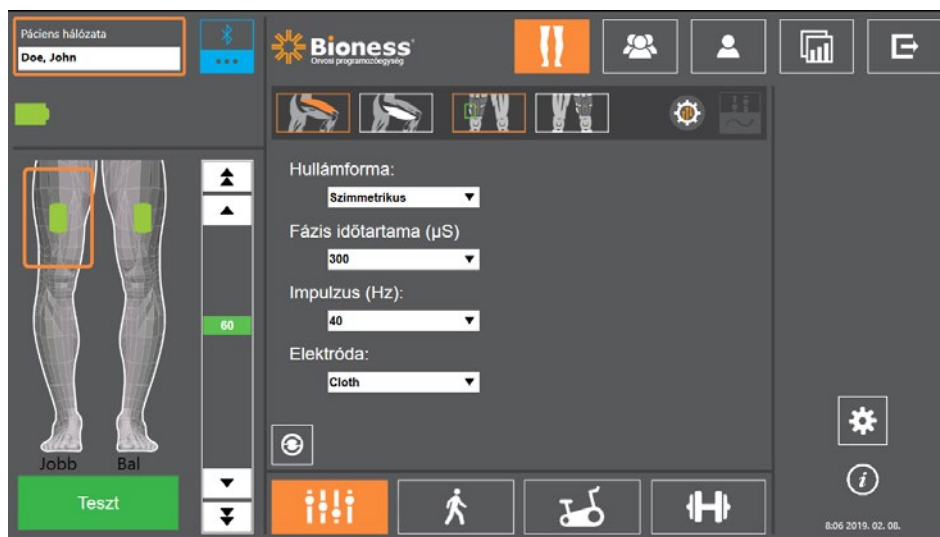 Páciens hálózata
Doe, John
Bioness
Orvosi programozóegység
Hullámforma:
Szimmetrikus
Fázis időtartama (µS)
300
Impulzus (Hz):
40
Elektróda:
Cloth
60
Jobb
Bal
Teszt
8:06 2019. 02. 08.